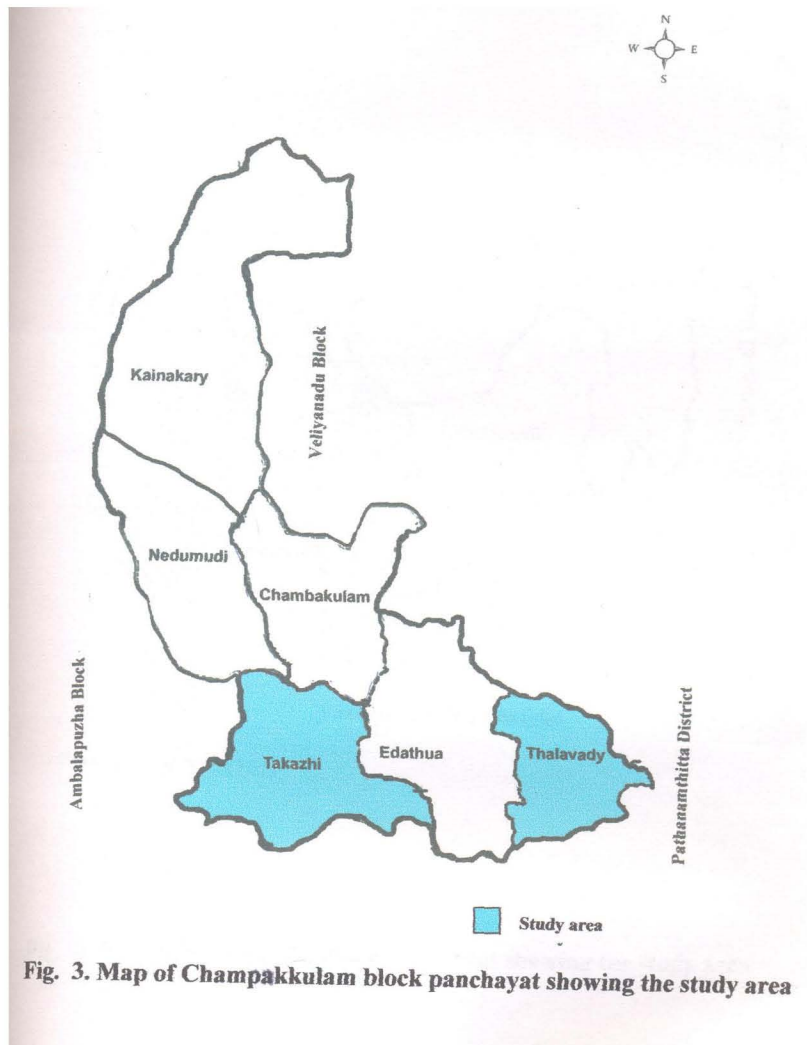 N
W E
S
Kainakary
Veliyanadu Block
Nedumudi
Chambakulam
Ambalapuzha Block
Takazhi
Edathua
Thalavady
Pathanamthitta District
Study area
Fig. 3. Map of Champakkulam block panchayat showing the study area